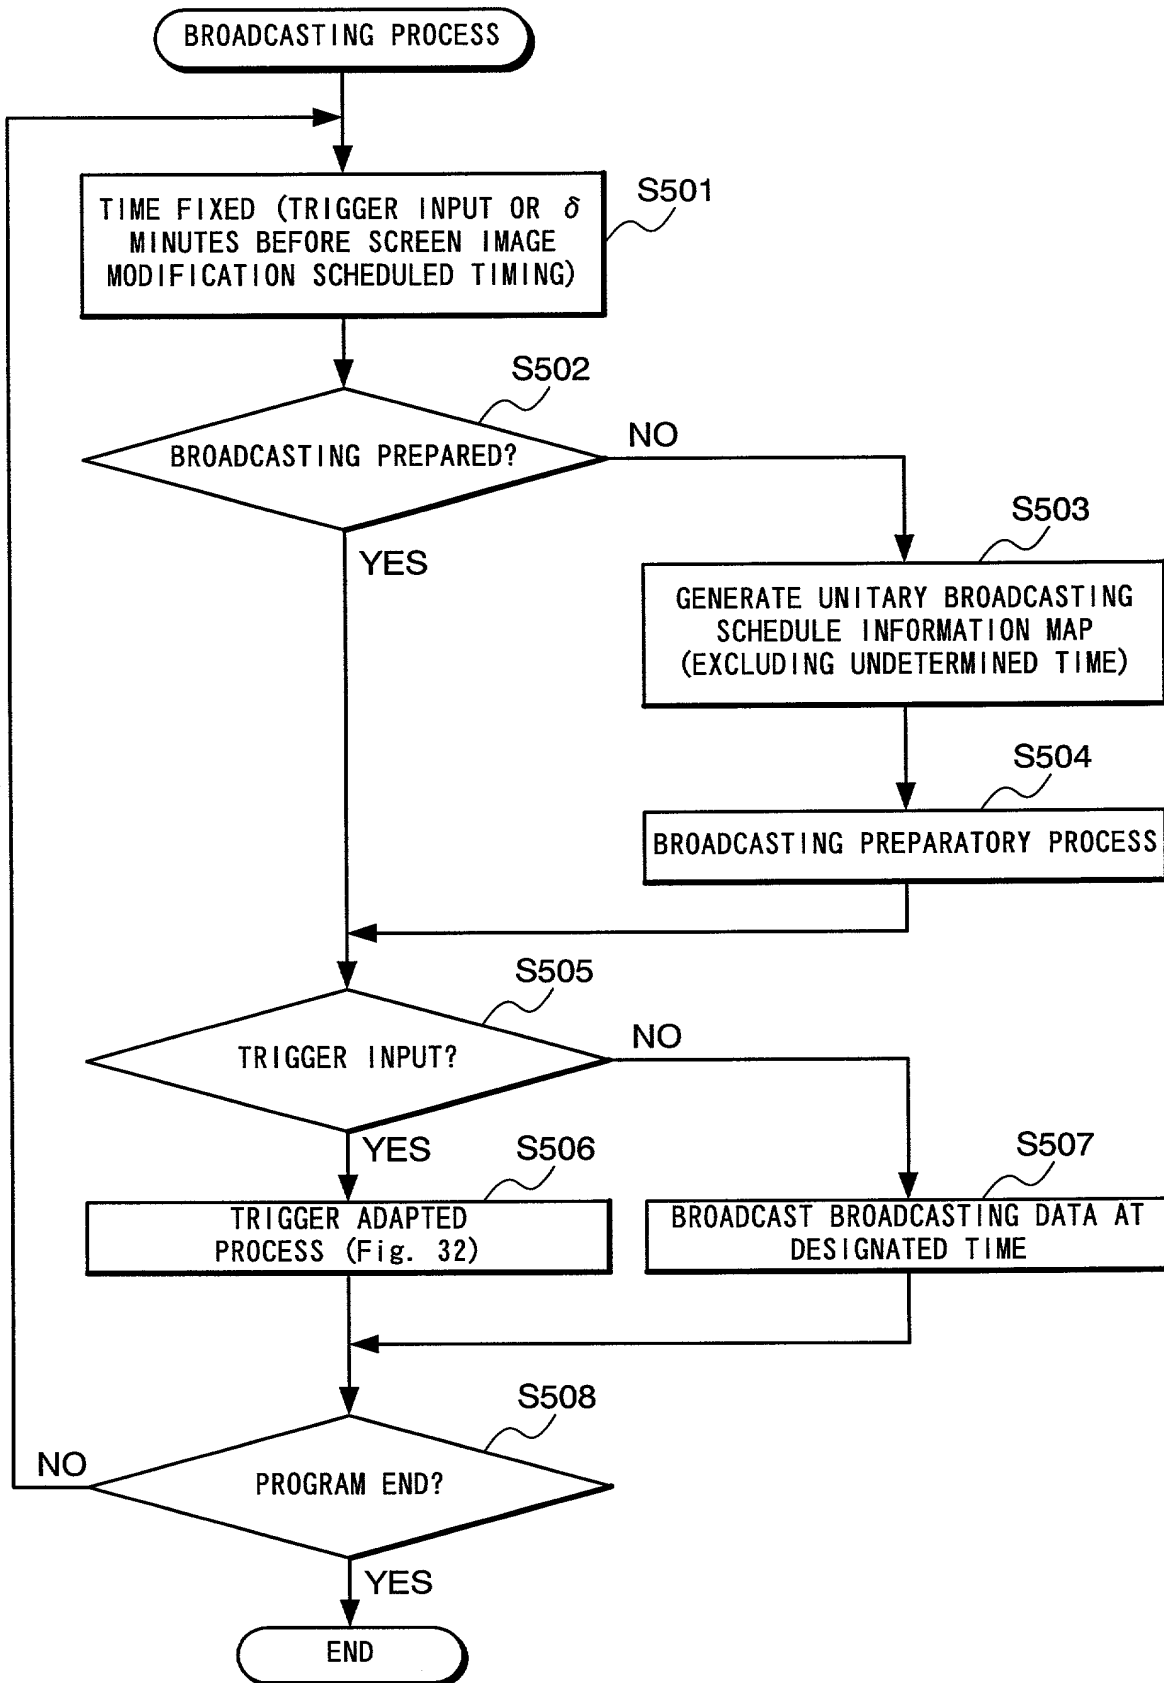 BROADCASTING PROCESS
S501
TIME FIXED (TRIGGER INPUT OR δ
MINUTES BEFORE SCREEN IMAGE
MODIFICATION SCHEDULED TIMING)
S502
BROADCASTING PREPARED?
NO
YES
S503
GENERATE UNITARY BROADCASTING
SCHEDULE INFORMATION MAP
(EXCLUDING UNDETERMINED TIME)
S504
BROADCASTING PREPARATORY PROCESS
S505
TRIGGER INPUT?
NO
YES
S506
TRIGGER ADAPTED
PROCESS (Fig. 32)
S507
BROADCAST BROADCASTING DATA AT
DESIGNATED TIME
S508
PROGRAM END?
NO
YES
END